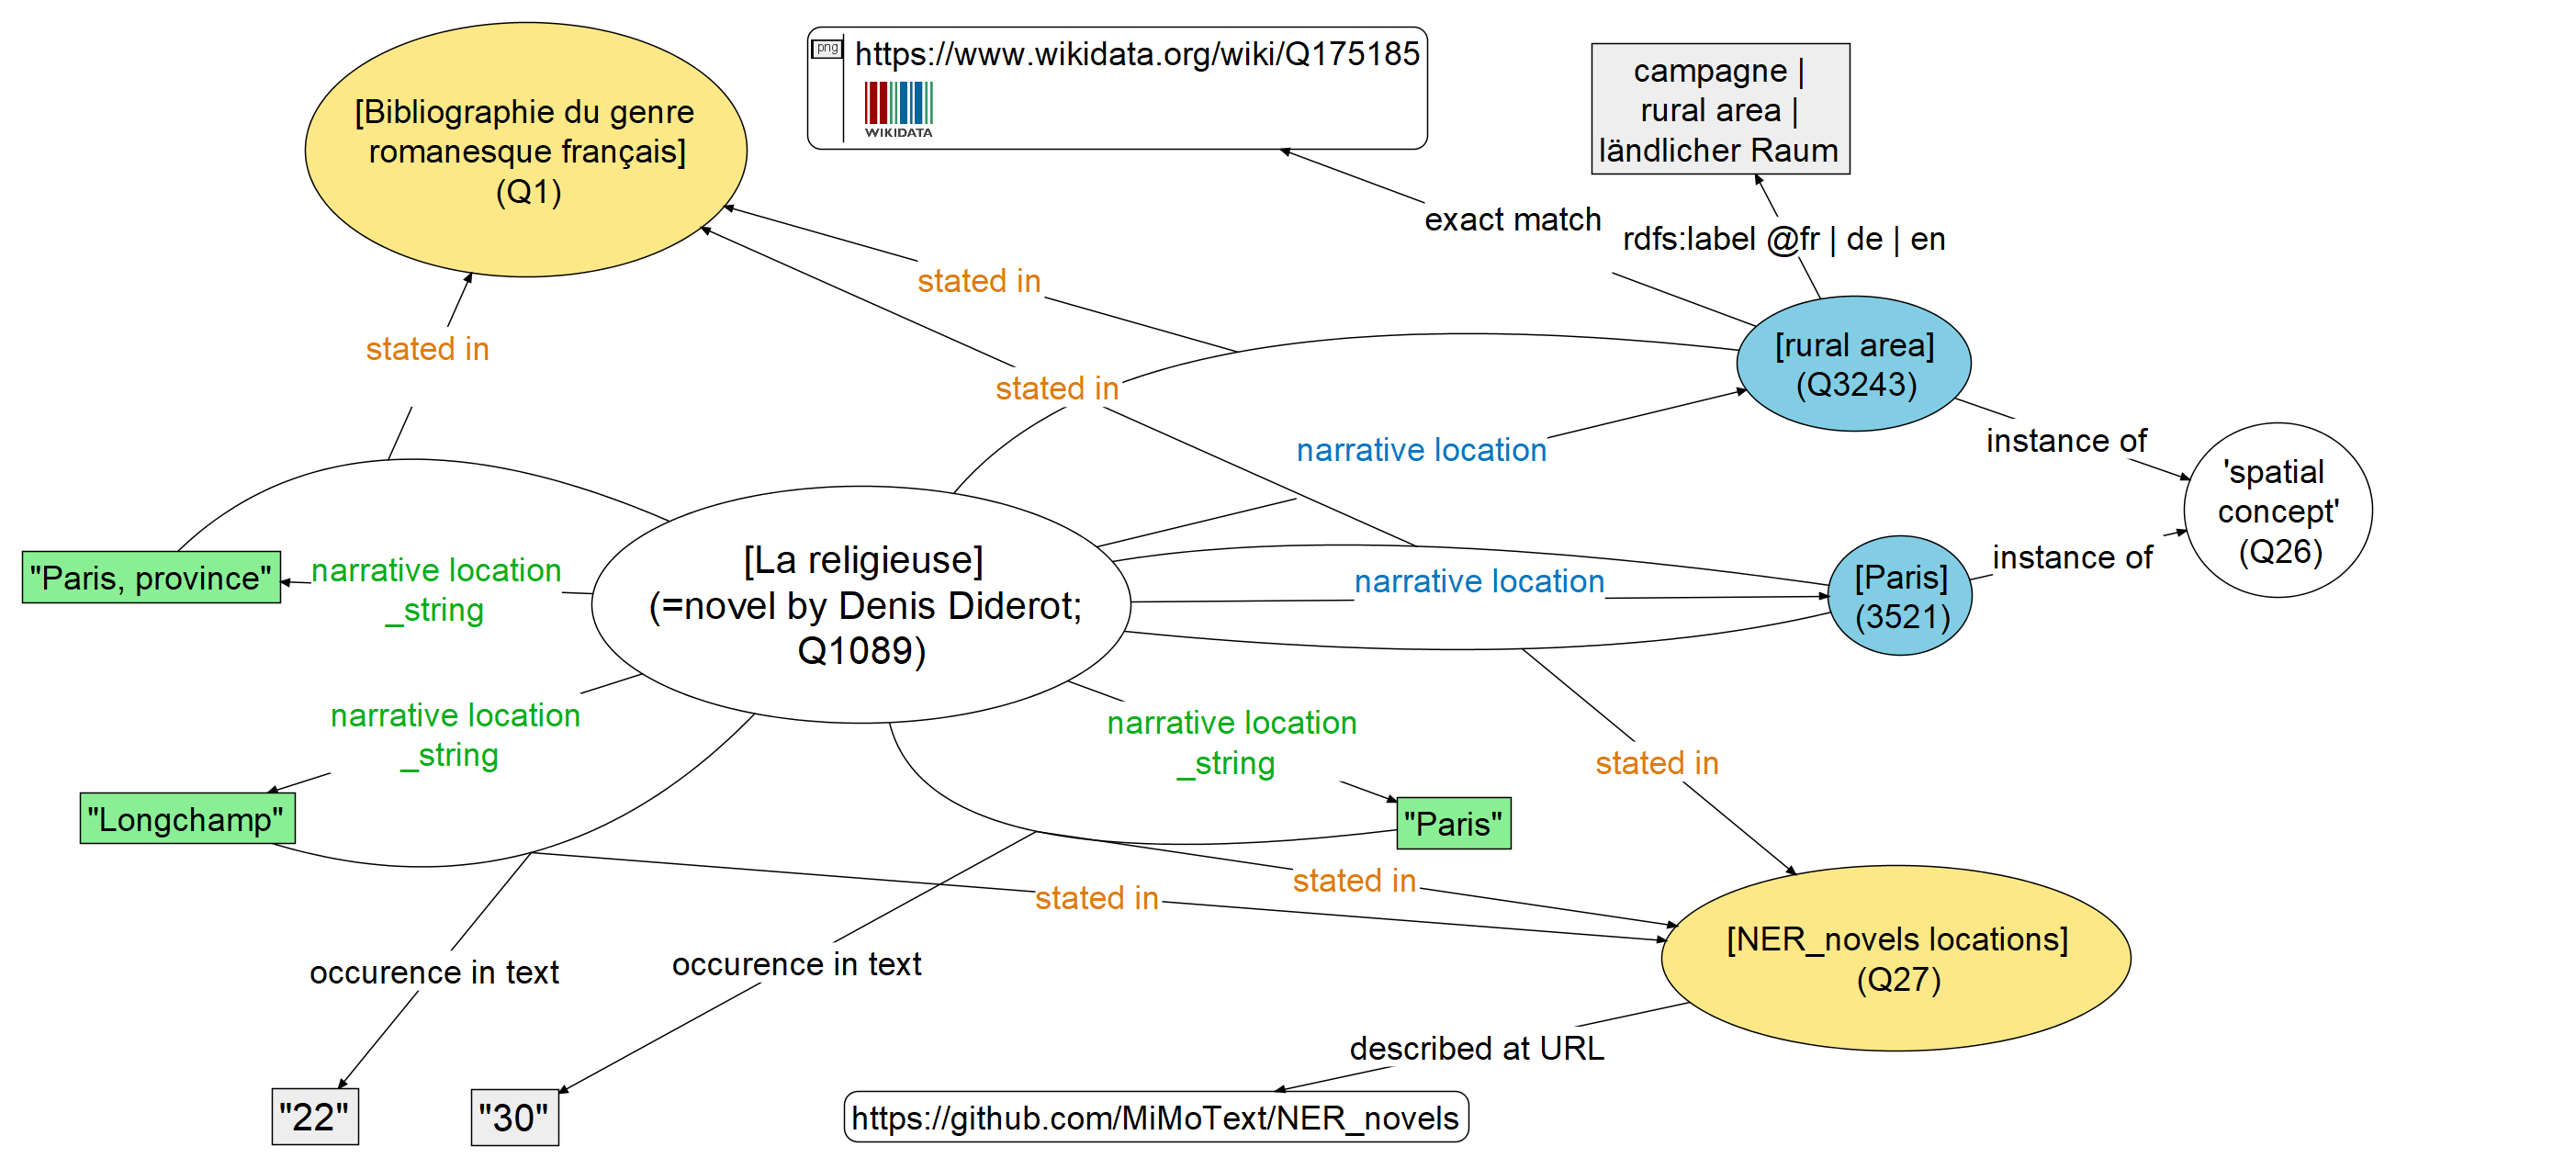 [Bibliographie du genre
romanesque français]
(Q1)
png
https://www.wikidata.org/wiki/Q175185
WIKIDATA
campagne |
rural area |
ländlicher Raum
exact match
rdfs:label @fr | de | en
stated in
stated in
stated in
[rural area]
(Q3243)
narrative location
instance of
'spatial
concept'
(Q26)
"Paris, province"
narrative location
_string
[La religieuse]
(=novel by Denis Diderot;
Q1089)
narrative location
[Paris]
(3521)
instance of
narrative location
_string
narrative location
_string
stated in
"Longchamp"
"Paris"
stated in
stated in
occurence in text
occurence in text
[NER_novels locations]
(Q27)
described at URL
"22"
"30"
https://github.com/MiMoText/NER_novels